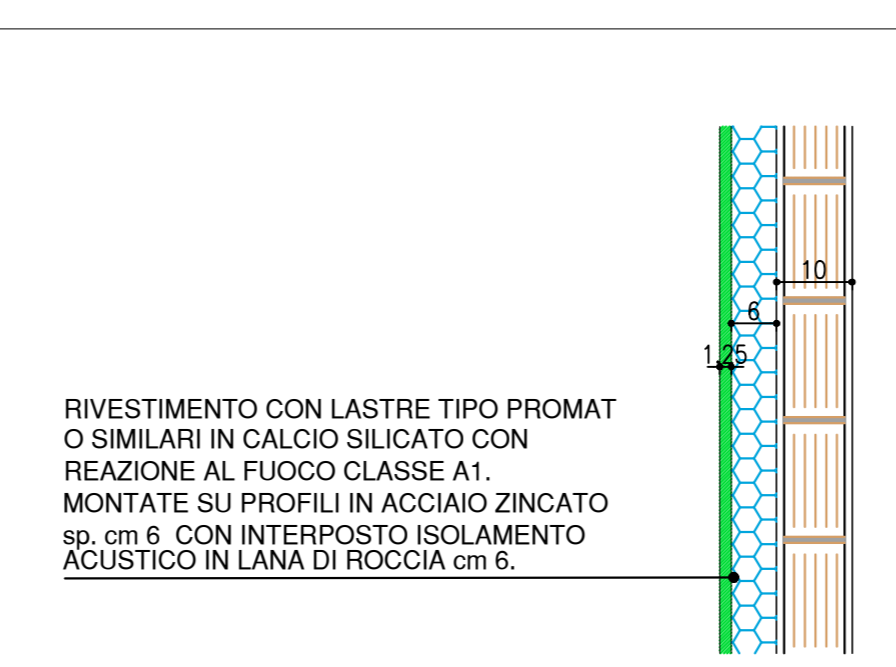 10
6
1.25
RIVESTIMENTO CON LASTRE TIPO PROMAT
O SIMILARI IN CALCIO SILICATO CON
REAZIONE AL FUOCO CLASSE A1.
MONTATE SU PROFILI IN ACCIAIO ZINCATO
sp. cm 6 CON INTERPOSTO ISOLAMENTO
ACUSTICO IN LANA DI ROCCIA cm 6.